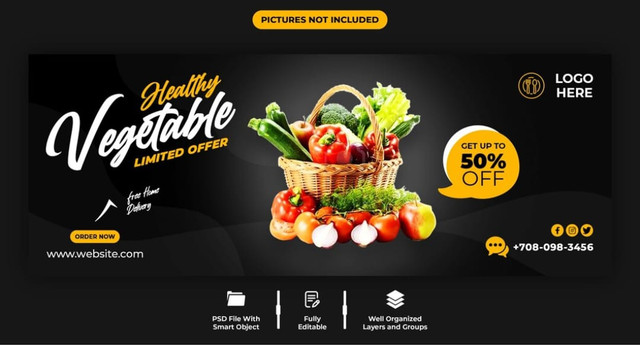 PICTURES NOT INCLUDED
Healthy
Vegetable
LIMITED OFFER
Free Home
Delivery
ORDER NOW
www.website.com
LOGO
HERE
GET UP TO
50%
OFF
+708-098-3456
PSD File With
Smart Object
Fully
Editable
Well Organized
Layers and Groups